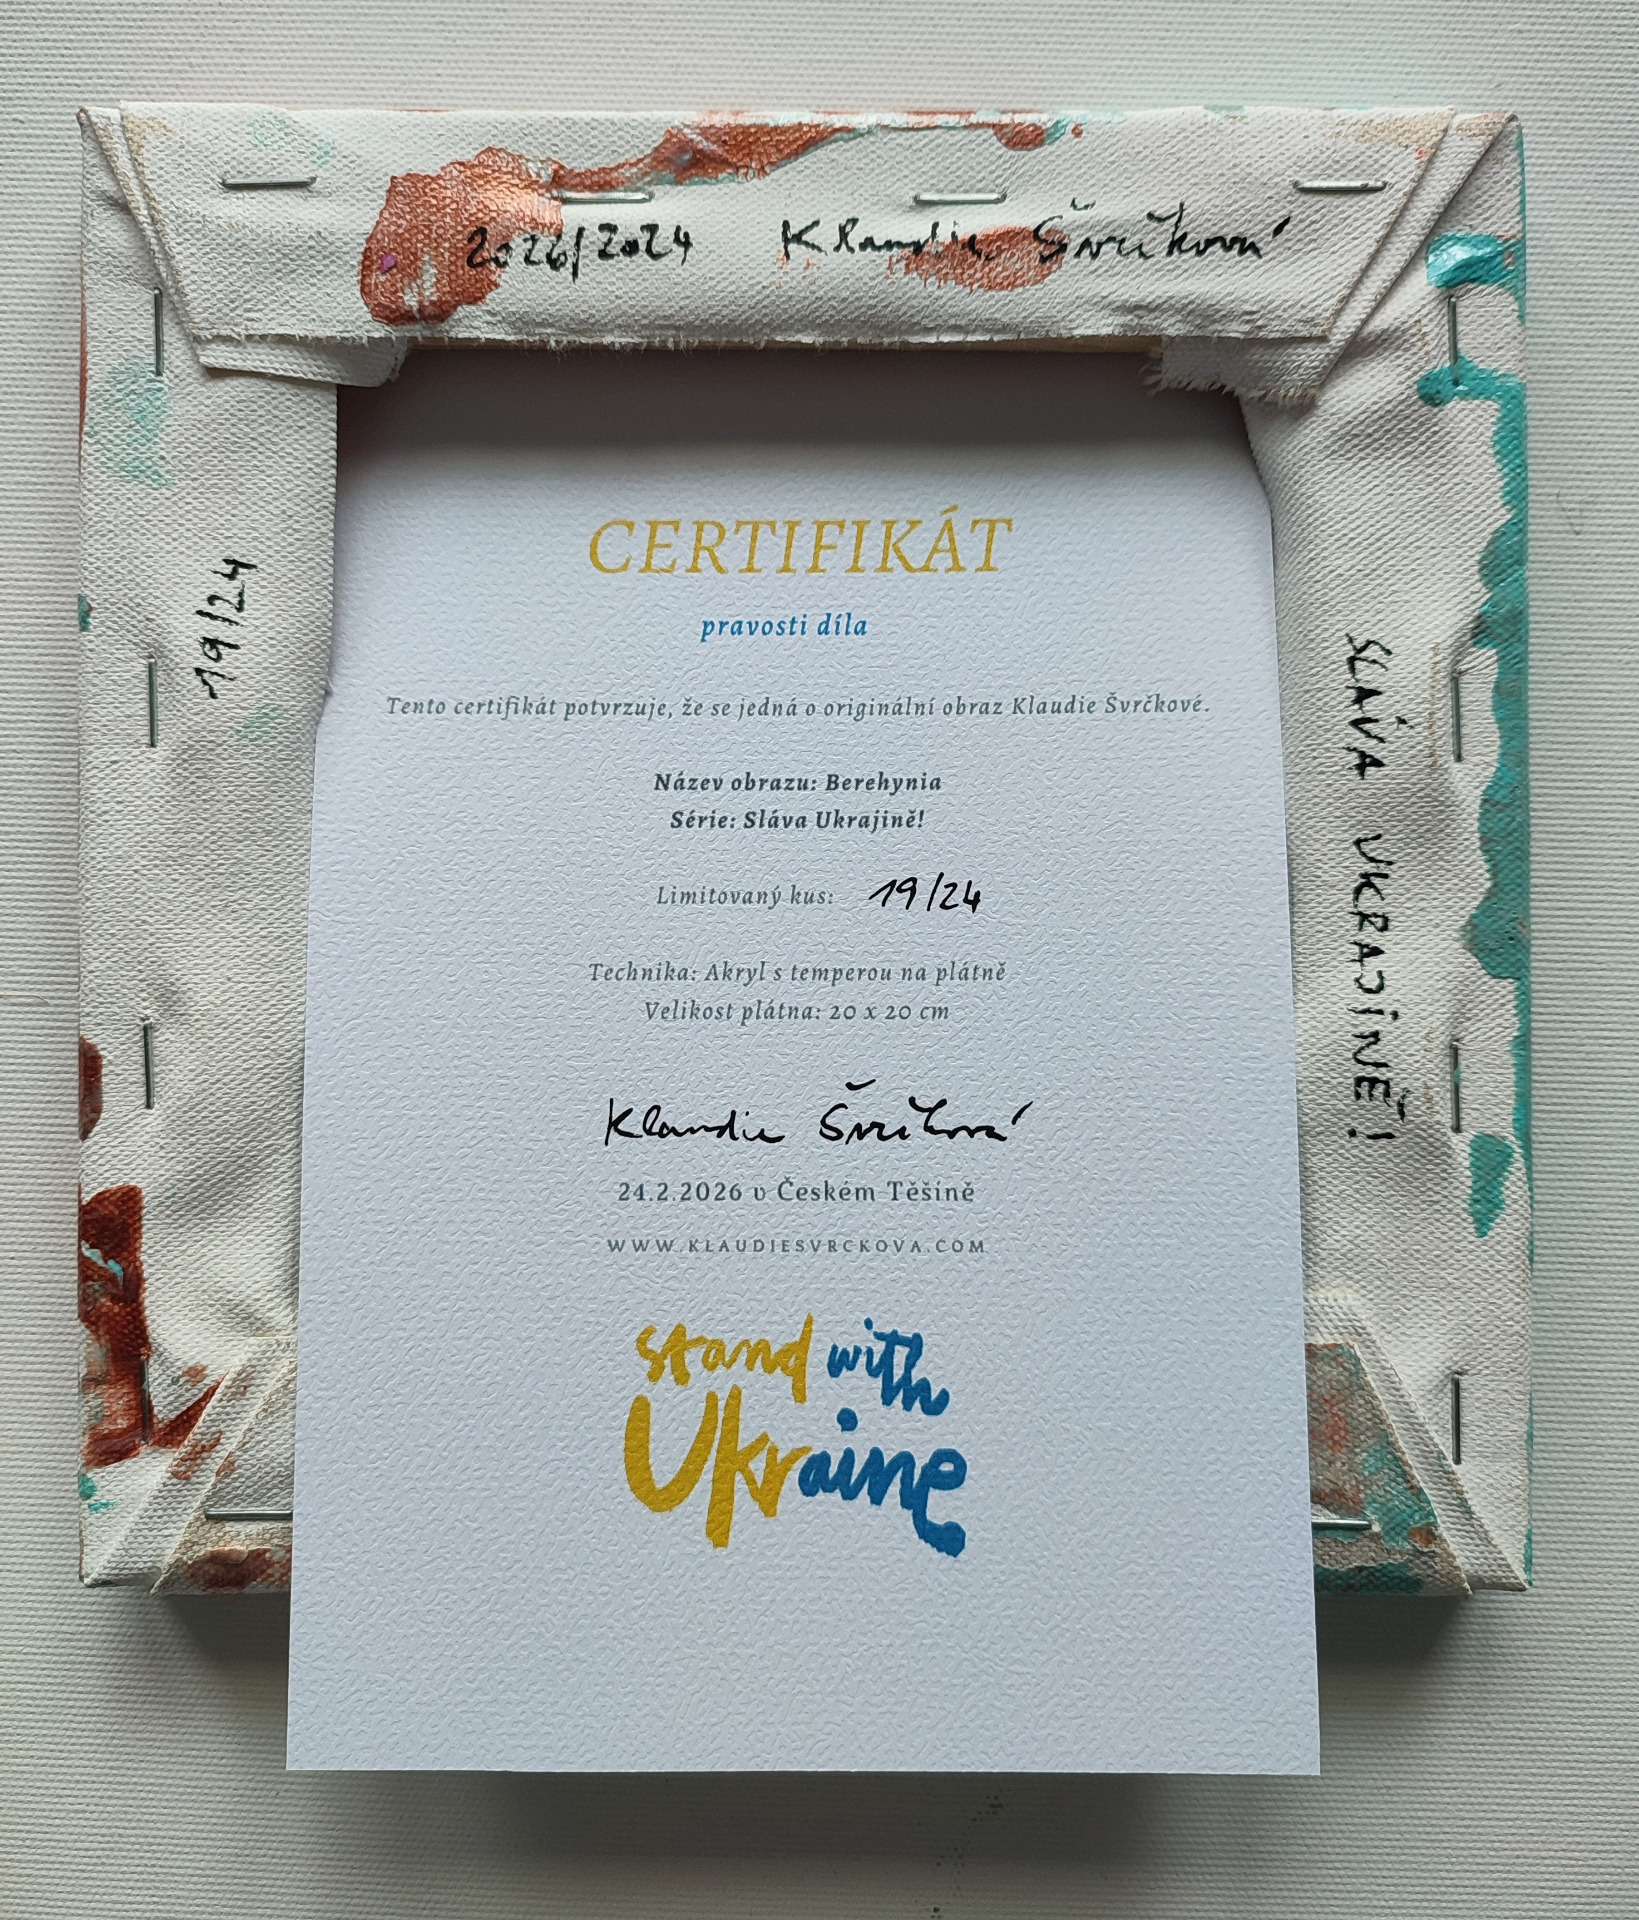 2026/2024 Klaudie Švrčková
19/24
SLÁVA UKRAJINĚ!
CERTIFIKÁT
pravosti díla
Tento certifikát potvrzuje, že se jedná o originální obraz Klaudie Švrčkové.
Název obrazu: Berehynia
Série: Sláva Ukrajině!
Limitovaný kus: 19/24
Technika: Akryl s temperou na plátně
Velikost plátna: 20 x 20 cm
Klaudie Švrčková
24.2.2026 v Českém Těšíně
WWW.KLAUDIESVRCKOVA.COM
stand with
Ukraine